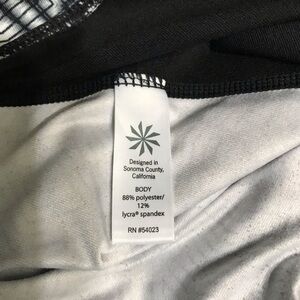 Designed in
Sonoma County,
California
BODY
88% polyester/
12%
lycra® spandex
RN #54023